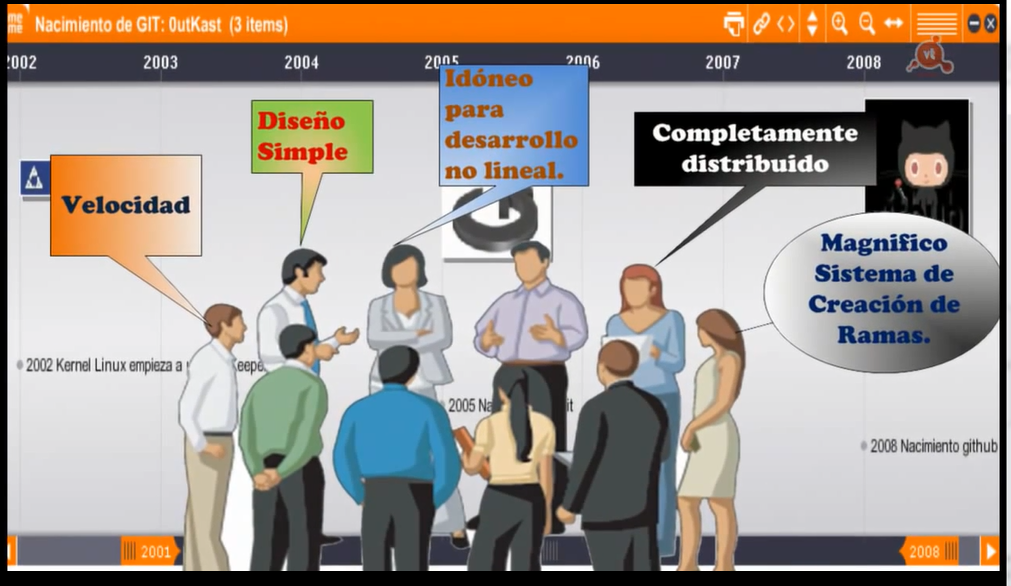 Nacimiento de GIT: 0utKast (3 items)
2002 2003 2004 2005 2006 2007 2008
Idóneo
para
desarrollo
no lineal.
Diseño
Simple
Completamente
distribuido
Velocidad
Magnifico
Sistema de
Creación de
Ramas.
2002 Kernel Linux empieza a
2005
2008 Nacimiento github
2001 2008